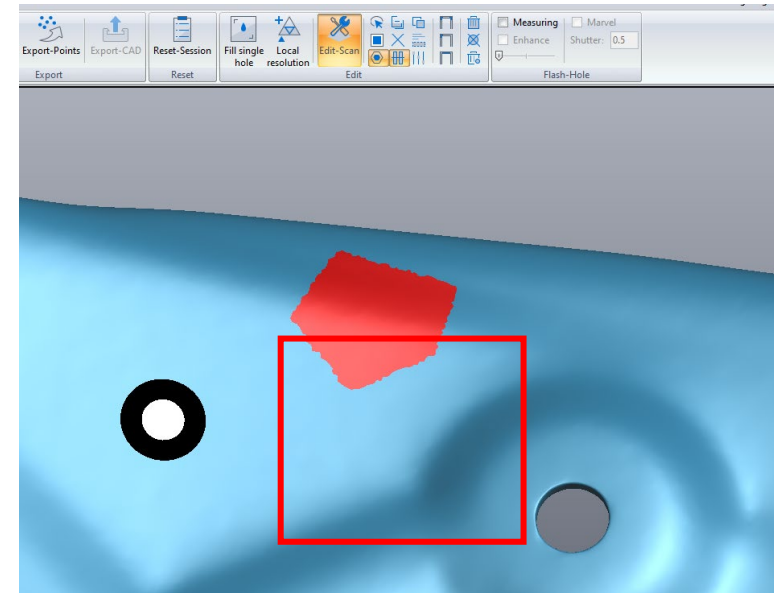 Measuring
Marvel
Export-Points
Export-CAD
Reset-Session
Fill single
hole
Local
resolution
Edit-Scan
Enhance
Shutter:
0.5
Export
Reset
Edit
Flash-Hole